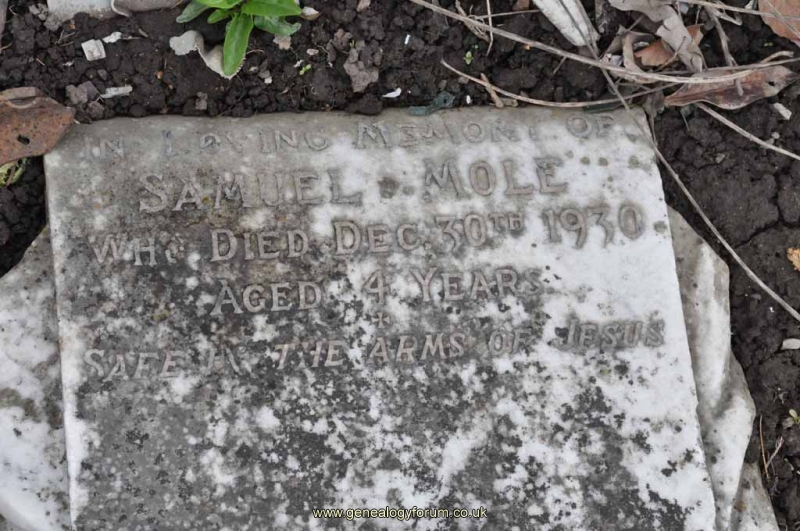 IN LOVING MEMORY OF
SAMUEL MOLE
WHO DIED DEC. 30TH 1930
AGED 4 YEARS
SAFE IN THE ARMS OF JESUS
www.genealogyforum.co.uk